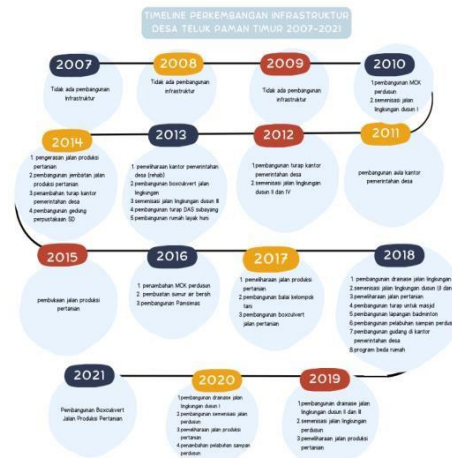 TIMELINE PERKEMBANGAN INFRASTRUKTUR
DESA TELUK PAMAN TIMUR 2007-2021
2007
Tidak ada pembangunan
infrastruktur
2008
Tidak ada pembangunan
infrastruktur
2009
Tidak ada pembangunan
infrastruktur
2010
1. pembangunan MCK
perdusun
2. semenisasi jalan
lingkungan dusun I
2014
1. pengerasan jalan produksi
pertanian
2. pembangunan jembatan jalan
produksi pertanian
3. penambahan turap kantor
pemerintahan desa
4. pembangunan gedung
perpustakaan SD
2013
1. pemeliharaan kantor pemerintahan
desa (rehab)
2. pembangunan boxculvert jalan
lingkungan
3. semenisasi jalan lingkungan dusun III
4. pembangunan turap DAS subayang
5. pembangunan rumah layak huni
2012
1. pembangunan turap kantor
pemerintahan desa
2. semenisasi jalan lingkungan
dusun II dan IV
2011
pembangunan aula kantor
pemerintahan desa
2015
pembukaan jalan produksi
pertanian
2016
1. penambahan MCK perdusun
2. pembuatan sumur air bersih
3. pembangunan Pamsimas
2017
1. pemeliharaan jalan produksi
pertanian
2. pembangunan balai kelompok
tani
3. pembangunan boxculvert
jalan pertanian
2018
1. pembangunan drainase jalan lingkungan
2. semenisasi jalan lingkungan dusun I,II dan
3. pemeliharaan jalan pertanian
4. pembangunan turap untuk masjid
5. pembangunan lapangan badminton
6. pembangunan pelabuhan sampan perdus
7. pembangunan gudang di kantor
pemerintahan desa
8. program beda rumah
2021
Pembangunan Boxculvert
Jalan Produksi Pertanian
2020
1. pembangunan drainase jalan
lingkungan dusun I
2. pembangunan semenisasi jalan
perdusun
3. pemeliharaan jalan produksi
pertanian
4. penambahan pelabuhan sampan
perdusun
2019
1. pembangunan drainase jalan
lingkungan dusun II dan III
2. semenisasi jalan lingkungan
perdusun
3. pemeliharaan jalan produksi
pertanian